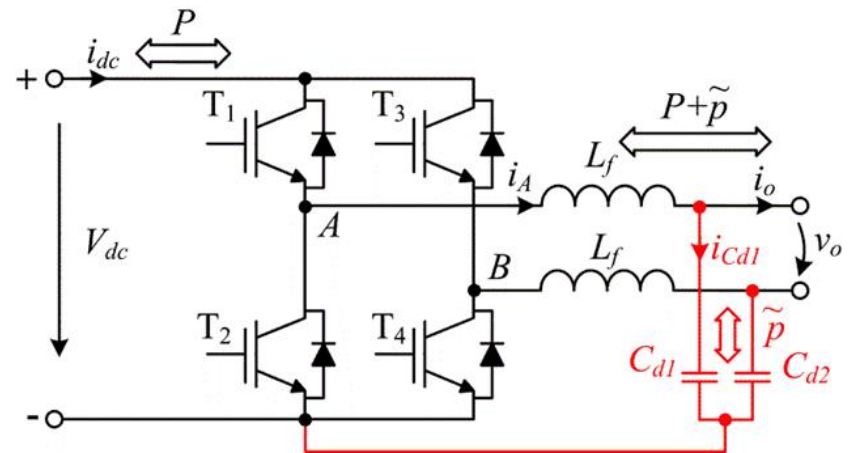 P
i_dc
+
T₁
T₃
P+p̃
L_f
i_A
i_o
A
V_dc
i_Cd1
v_o
B
L_f
T₂
T₄
p̃
C_d1
C_d2
-